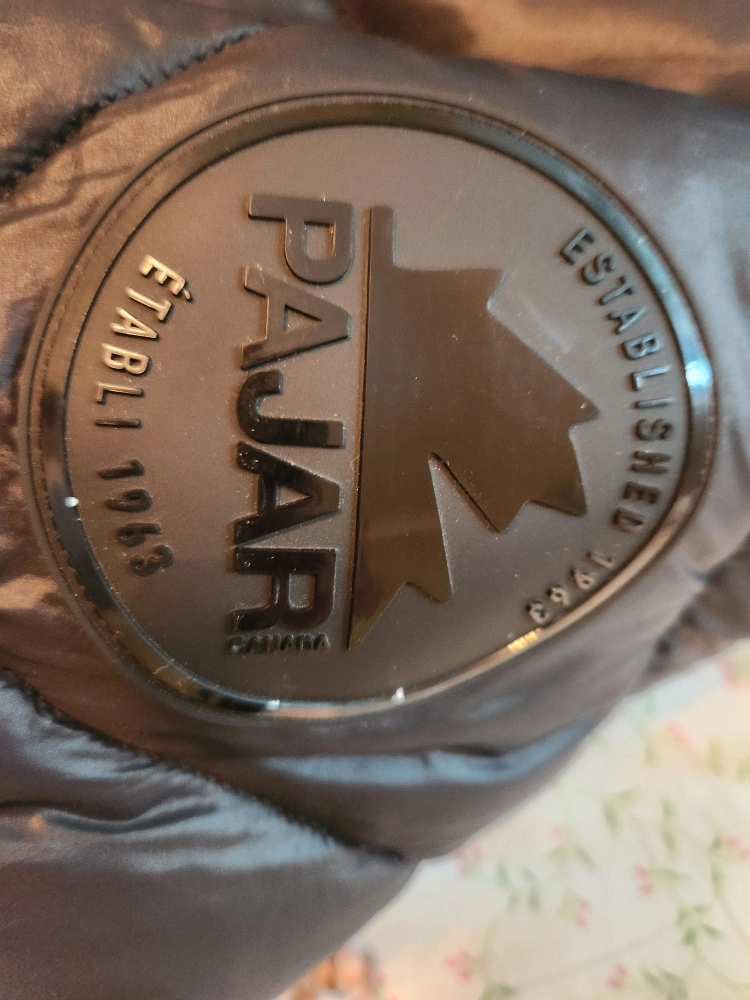 ESTABLISHED 1963
PAJAR
CANADA
ÉTABLI 1963